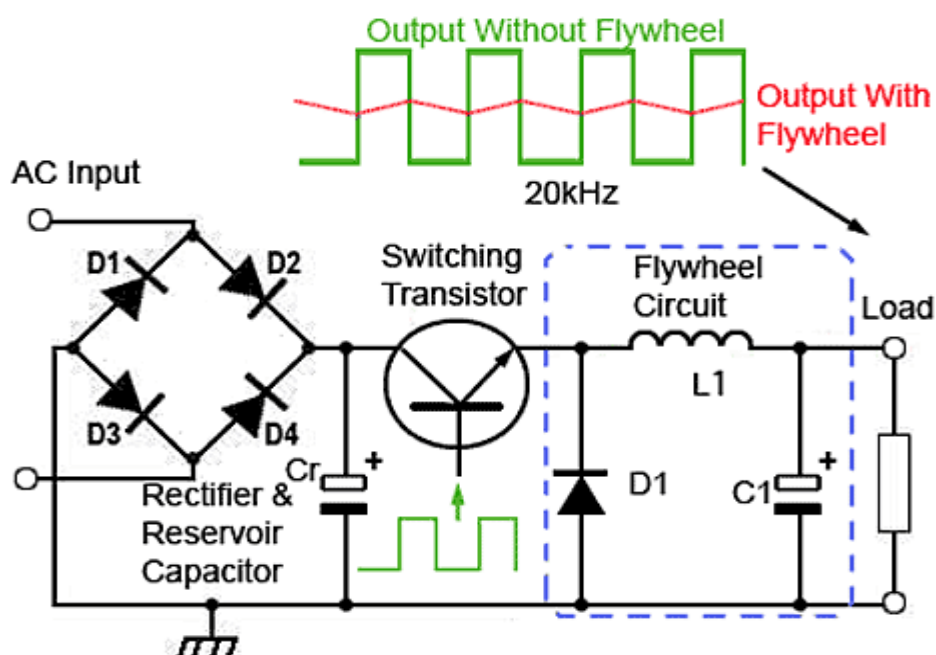 Output Without Flywheel
Output With
Flywheel
20kHz
AC Input
D1
D2
Switching
Transistor
Flywheel
Circuit
Load
L1
D3
D4
Cr
+
D1
C1
+
Rectifier &
Reservoir
Capacitor